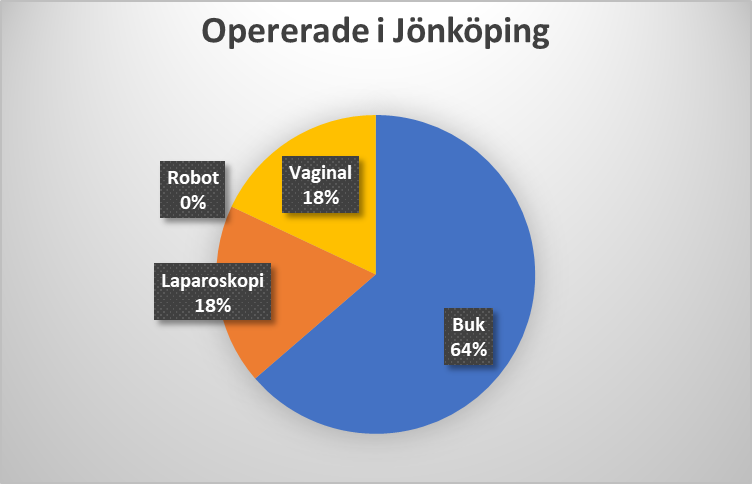 Opererade i Jönköping
Robot
0%
Vaginal
18%
Laparoskopi
18%
Buk
64%